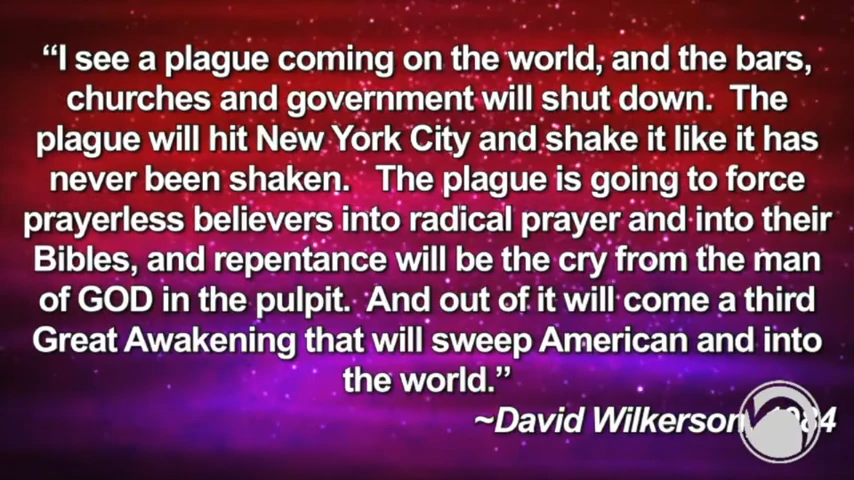 “I see a plague coming on the world, and the bars,
churches and government will shut down.  The
plague will hit New York City and shake it like it has
never been shaken.   The plague is going to force
prayerless believers into radical prayer and into their
Bibles, and repentance will be the cry from the man
of GOD in the pulpit.  And out of it will come a third
Great Awakening that will sweep American and into
the world.”
~David Wilkerson,